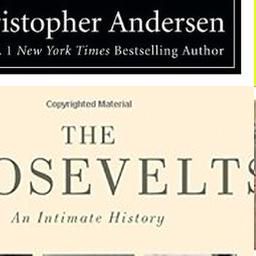 istopher Andersen
. 1 New York Times Bestselling Author
Copyrighted Material
THE
OSEVELTS
An Intimate History